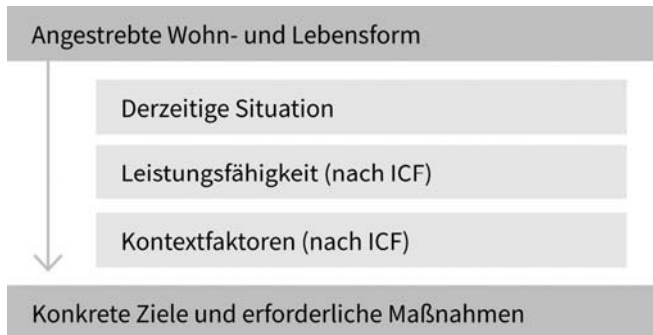 Angestrebte Wohn- und Lebensform
Derzeitige Situation
Leistungsfähigkeit (nach ICF)
Kontextfaktoren (nach ICF)
Konkrete Ziele und erforderliche Maßnahmen